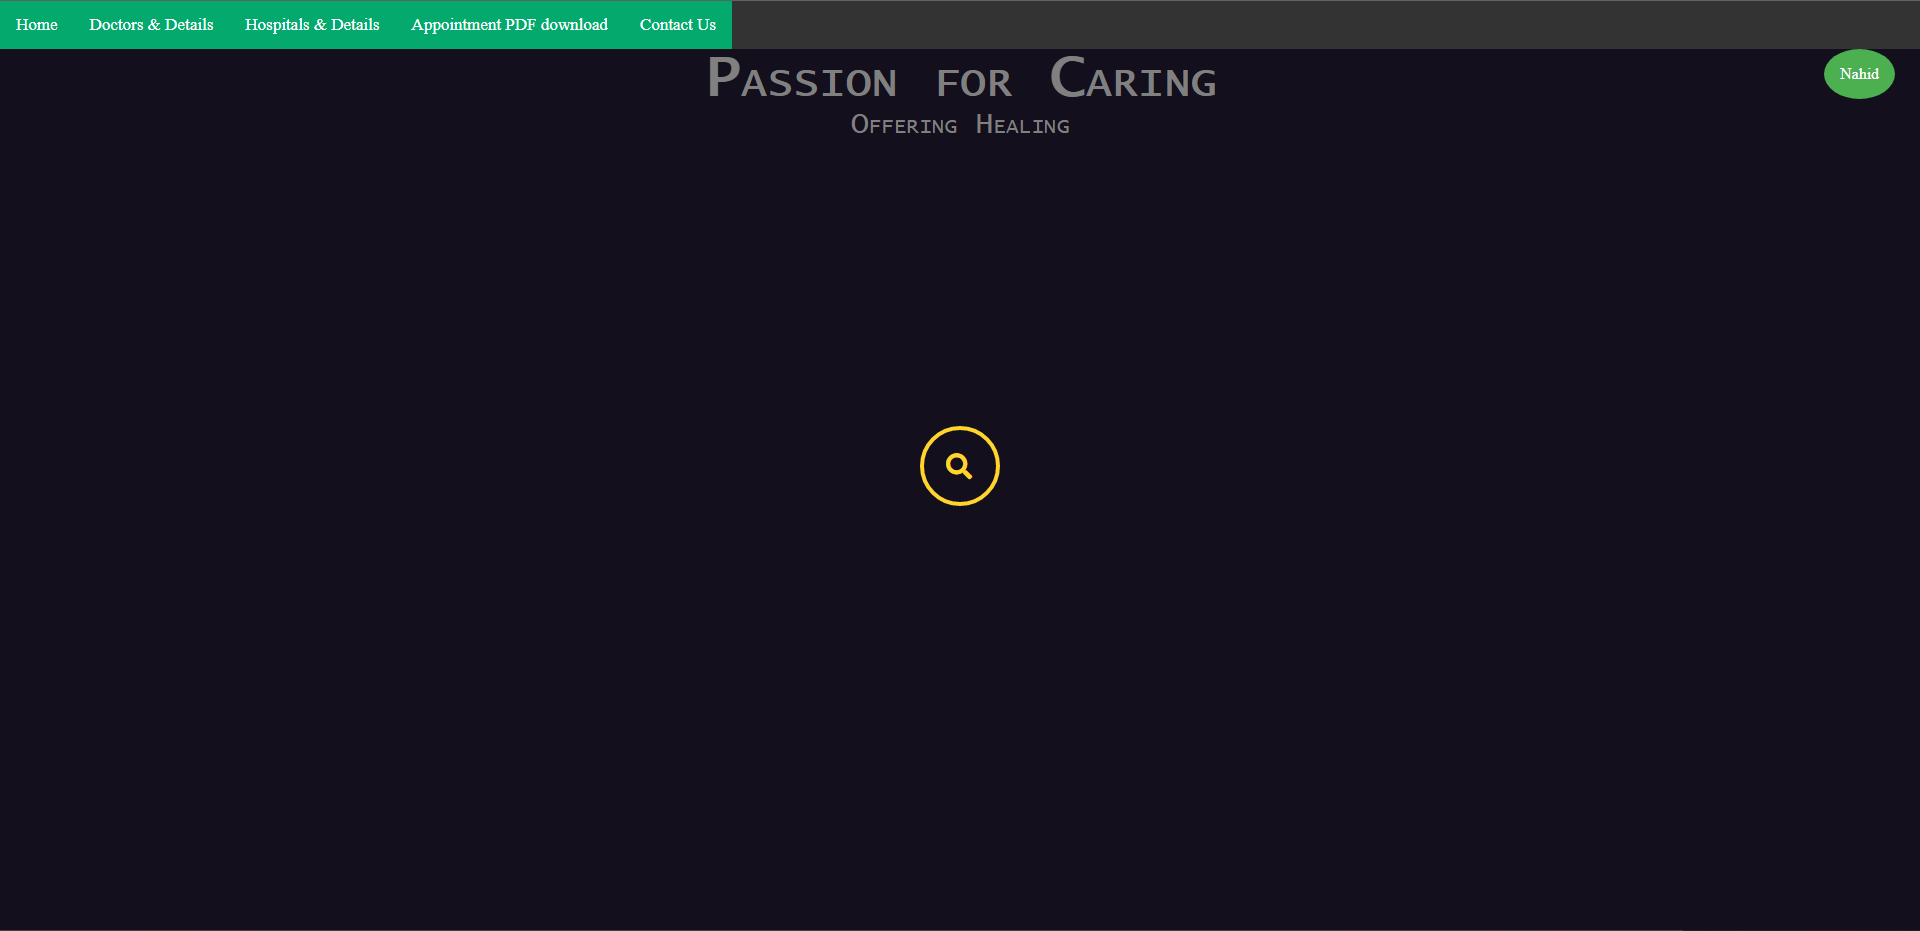 Home Doctors & Details Hospitals & Details Appointment PDF download Contact Us
Passion for Caring
Nahid
Offering Healing